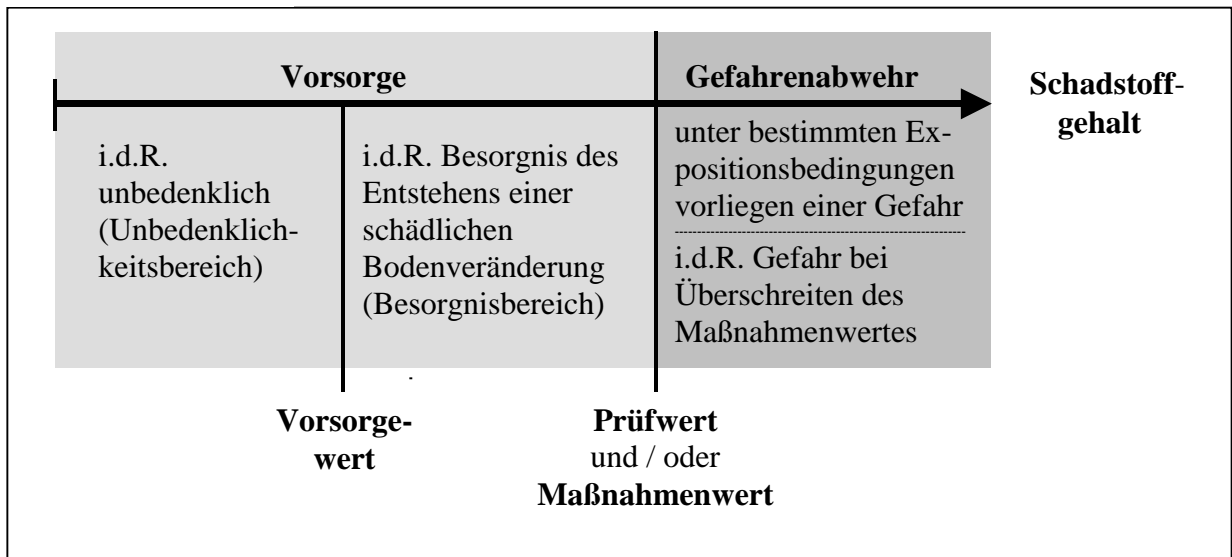 Vorsorge
Gefahrenabwehr
Schadstoff-
gehalt
i.d.R.
unbedenklich
(Unbedenklich-
keitsbereich)
i.d.R. Besorgnis des
Entstehens einer
schädlichen
Bodenveränderung
(Besorgnisbereich)
unter bestimmten Ex-
positionsbedingungen
vorliegen einer Gefahr
i.d.R. Gefahr bei
Überschreiten des
Maßnahmenwertes
Vorsorge-
wert
Prüfwert
und / oder
Maßnahmenwert